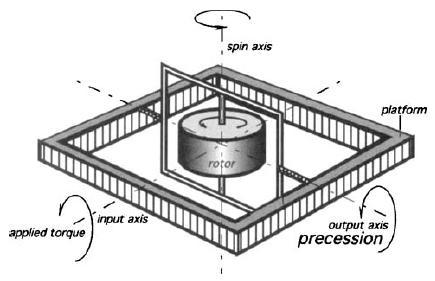 spin axis
platform
rotor
input axis
applied torque
output axis
precession